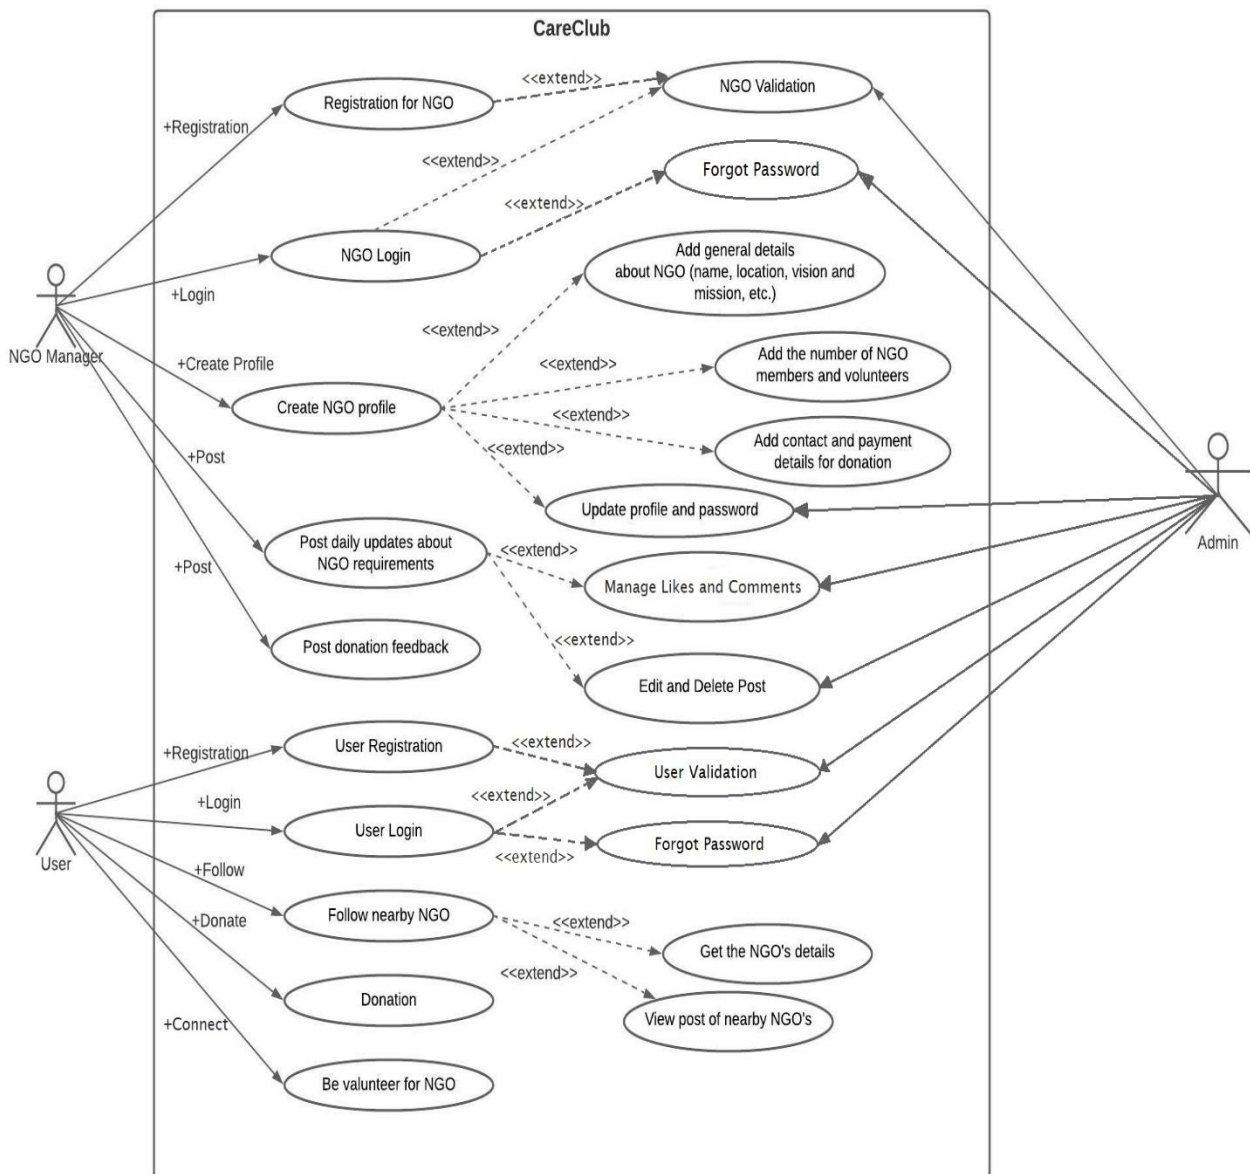 CareClub
<<extend>>
NGO Validation
Registration for NGO
+Registration
<<extend>>
Forgot Password
<<extend>>
NGO Login
Add general details
about NGO (name, location, vision and
mission, etc.)
+Login
NGO Manager
<<extend>>
+Create Profile
<<extend>>
Add the number of NGO
members and volunteers
Create NGO profile
<<extend>>
Add contact and payment
details for donation
+Post
<<extend>>
Update profile and password
Admin
Post daily updates about
NGO requirements
<<extend>>
+Post
Manage Likes and Comments
Post donation feedback
<<extend>>
Edit and Delete Post
+Registration
User Registration
<<extend>>
User Validation
+Login
<<extend>>
User Login
Forgot Password
<<extend>>
User
+Follow
Follow nearby NGO
<<extend>>
+Donate
Get the NGO's details
<<extend>>
Donation
View post of nearby NGO's
+Connect
Be valunteer for NGO